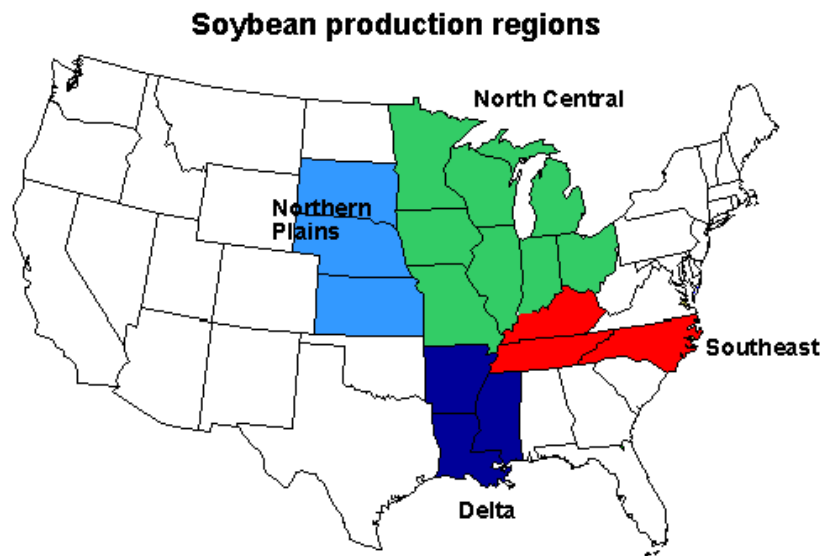 Soybean production regions
North Central
Northern
Plains
Southeast
Delta